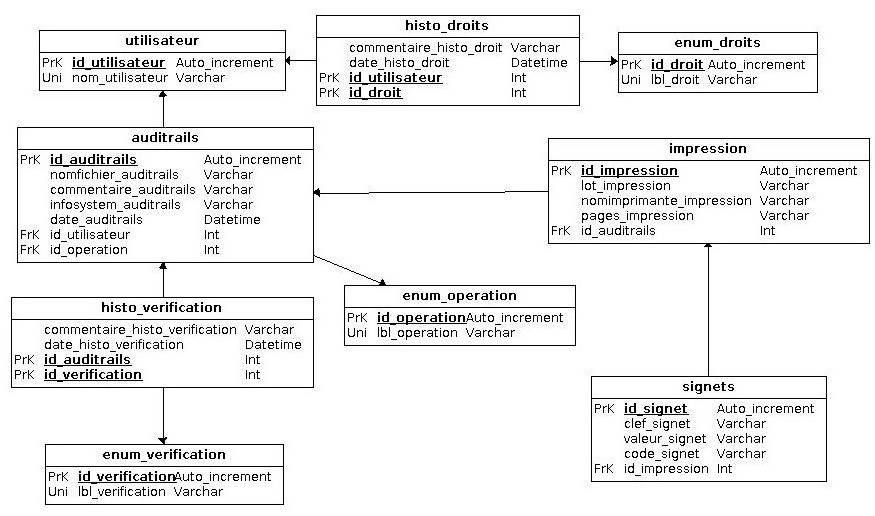 utilisateur
PrK id_utilisateur Auto_increment
Uni nom_utilisateur Varchar
histo_droits
commentaire_histo_droit Varchar
date_histo_droit Datetime
PrK id_utilisateur Int
PrK id_droit Int
enum_droits
PrK id_droit Auto_increment
Uni lbl_droit Varchar
auditrails
PrK id_auditrails Auto_increment
nomfichier_auditrails Varchar
commentaire_auditrails Varchar
infosystem_auditrails Varchar
date_auditrails Datetime
FrK id_utilisateur Int
FrK id_operation Int
impression
PrK id_impression Auto_increment
lot_impression Varchar
nomimprimante_impression Varchar
pages_impression Varchar
FrK id_auditrails Int
histo_verification
commentaire_histo_verification Varchar
date_histo_verification Datetime
PrK id_auditrails Int
PrK id_verification Int
enum_operation
PrK id_operation Auto_increment
Uni lbl_operation Varchar
signets
PrK id_signet Auto_increment
clef_signet Varchar
valeur_signet Varchar
code_signet Varchar
FrK id_impression Int
enum_verification
PrK id_verification Auto_increment
Uni lbl_verification Varchar